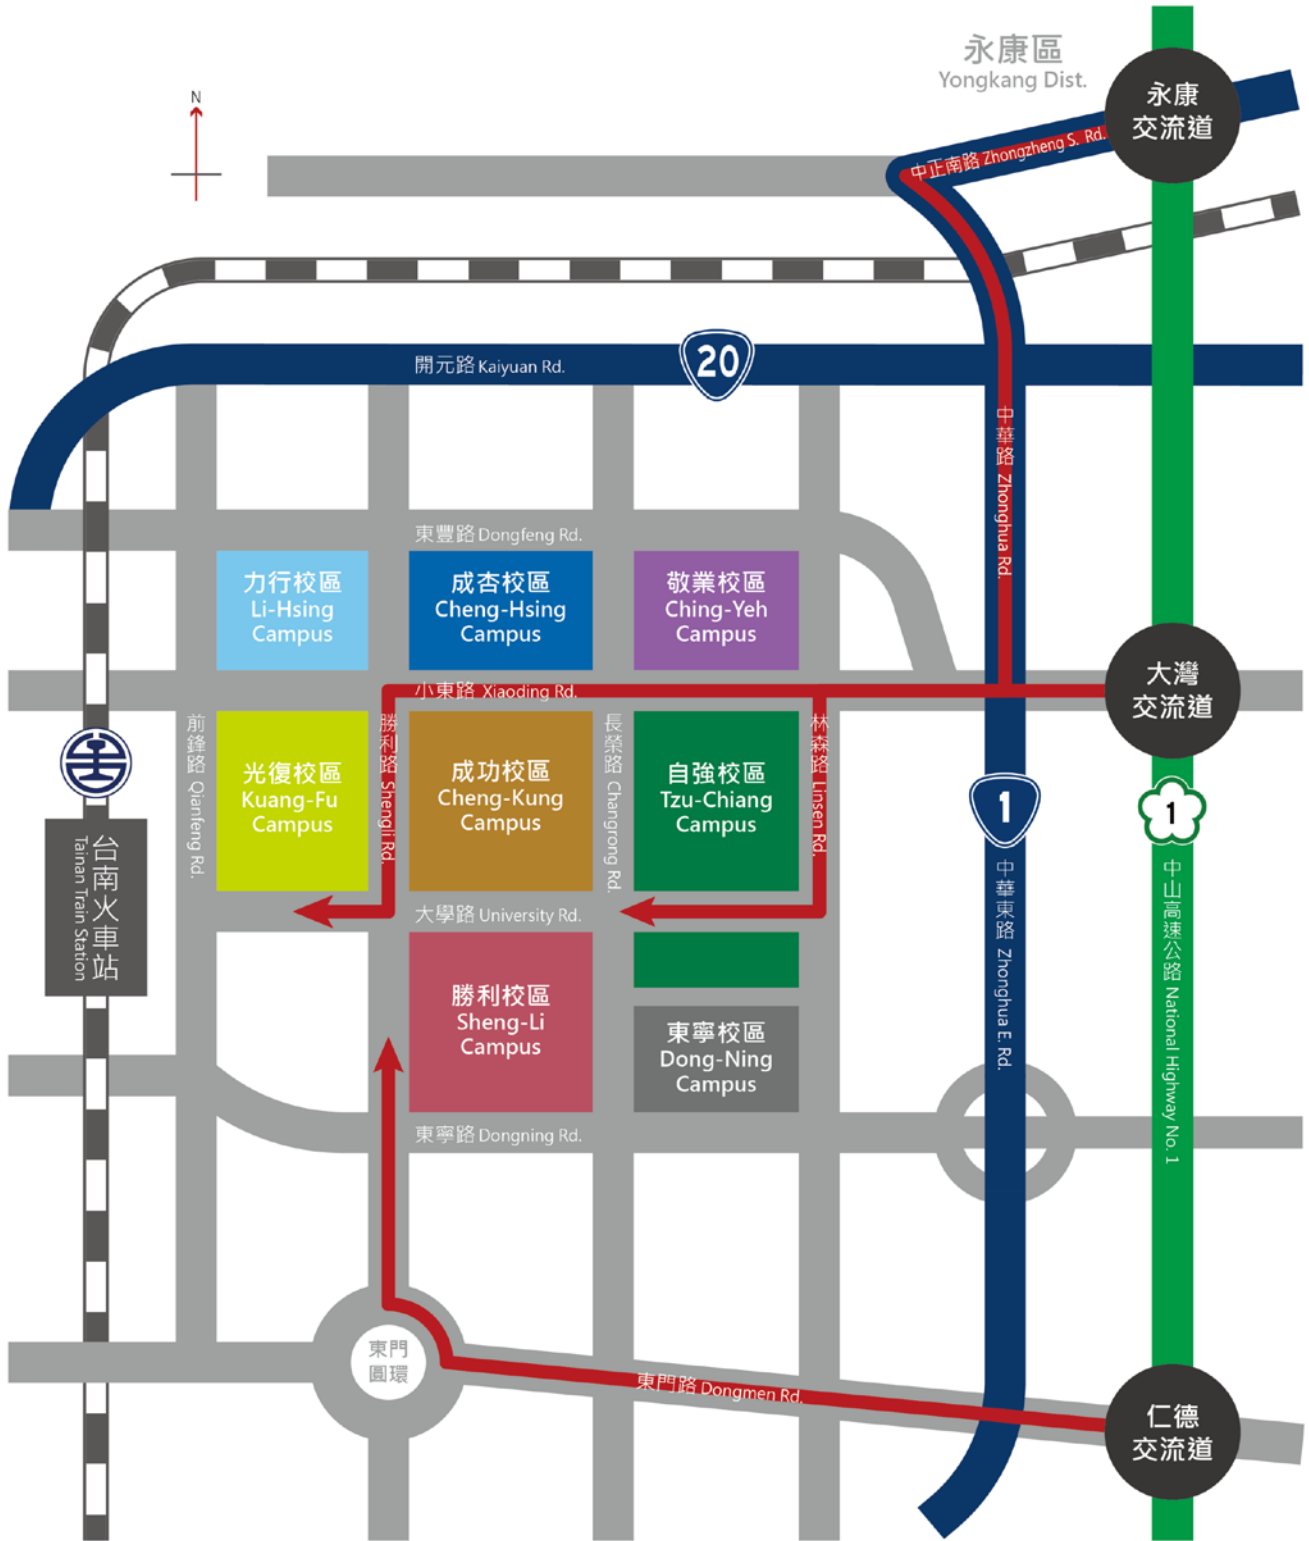 永康區
Yongkang Dist.
永康
交流道
N
中正南路 Zhongzheng S. Rd.
開元路 Kaiyuan Rd.
20
中華路 Zhonghua Rd.
東豐路 Dongfeng Rd.
力行校區
Li-Hsing
Campus
成杏校區
Cheng-Hsing
Campus
敬業校區
Ching-Yeh
Campus
小東路 Xiaoding Rd.
大灣
交流道
前鋒路 Qianfeng Rd.
勝利路 Shengli Rd.
長榮路 Changrong Rd.
林森路 Linsen Rd.
光復校區
Kuang-Fu
Campus
成功校區
Cheng-Kung
Campus
自強校區
Tzu-Chiang
Campus
1
1
台南火車站
Tainan Train Station
中華東路 Zhonghua E. Rd.
中山高速公路 National Highway No. 1
大學路 University Rd.
勝利校區
Sheng-Li
Campus
東寧校區
Dong-Ning
Campus
東寧路 Dongning Rd.
東門
圓環
東門路 Dongmen Rd.
仁德
交流道